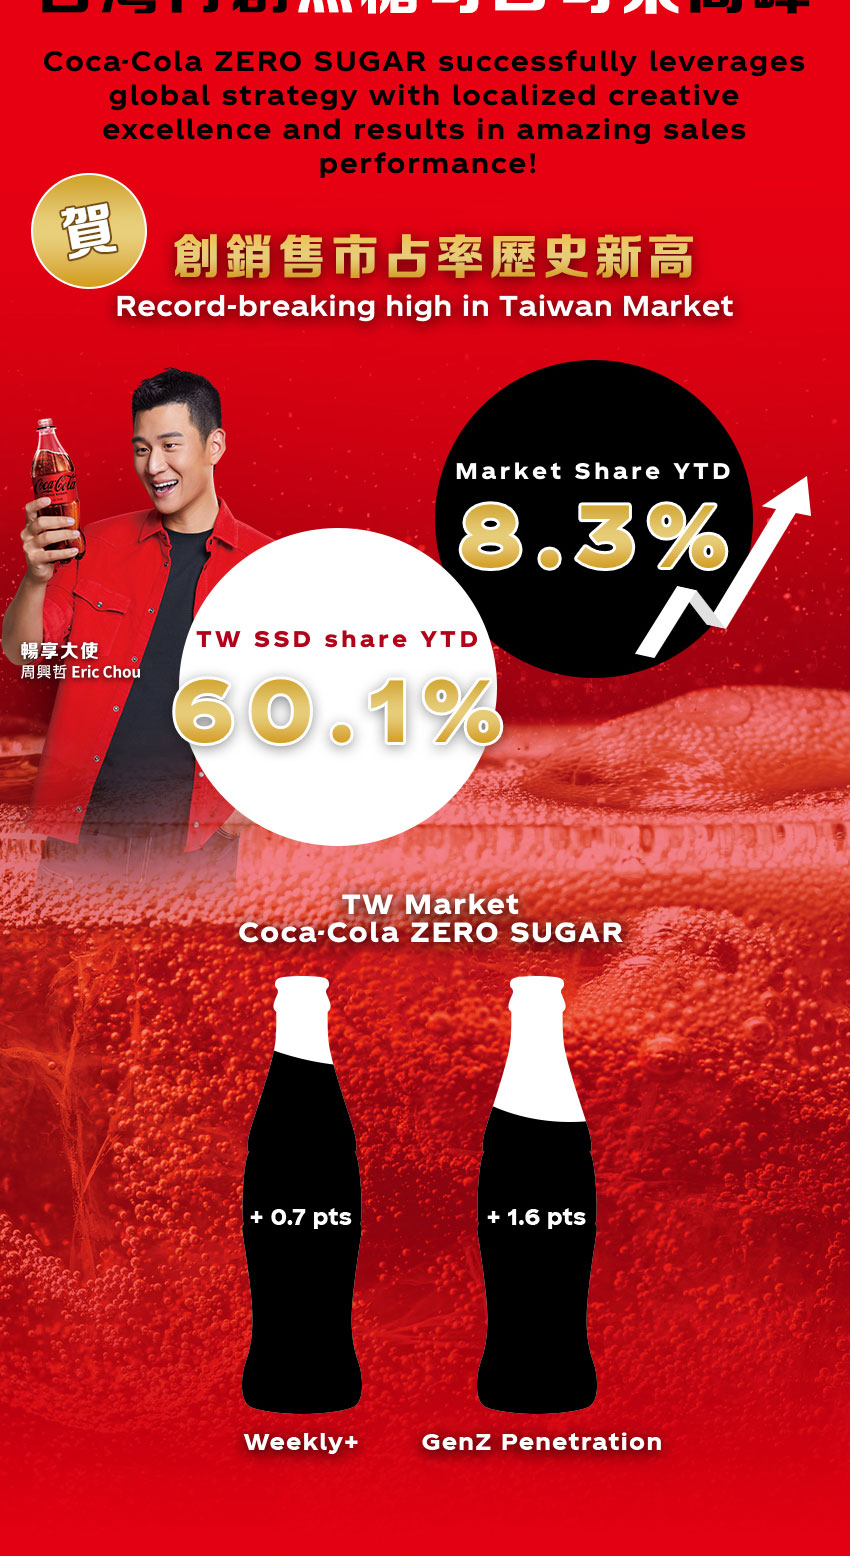 Coca-Cola ZERO SUGAR successfully leverages
global strategy with localized creative
excellence and results in amazing sales
performance!
賀
創銷售市占率歷史新高
Record-breaking high in Taiwan Market
Market Share YTD
8.3%
Coca-Cola
TW SSD share YTD
60.1%
暢享大使
周興哲 Eric Chou
TW Market
Coca-Cola ZERO SUGAR
+ 0.7 pts
+ 1.6 pts
Weekly+
GenZ Penetration